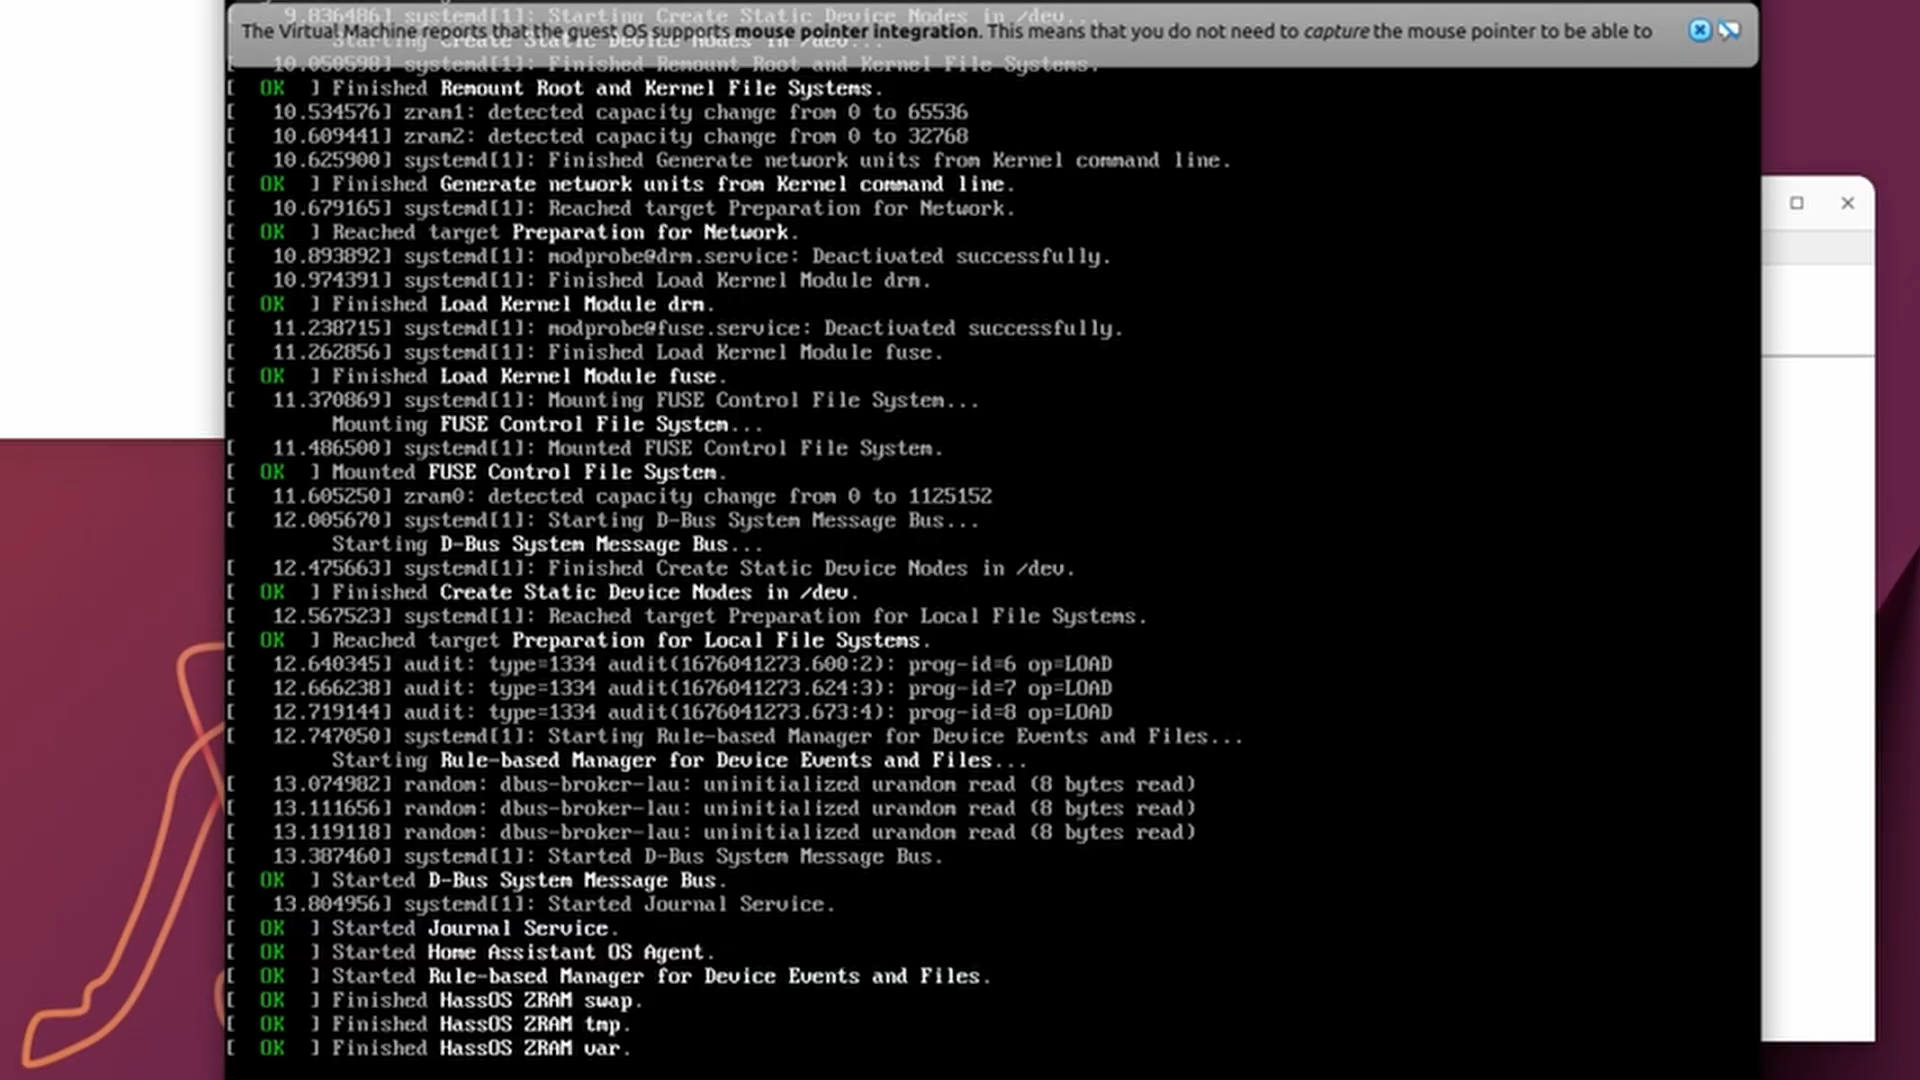 [    9.836486] systemd[1]: Starting Create Static Device Nodes in /dev...
The Virtual Machine reports that the guest OS supports mouse pointer integration. This means that you do not need to capture the mouse pointer to be able to
Starting Create Static Device Nodes in /dev...
[   10.050598] systemd[1]: Finished Remount Root and Kernel File Systems.
[  OK  ] Finished Remount Root and Kernel File Systems.
[   10.534576] zram1: detected capacity change from 0 to 65536
[   10.609441] zram2: detected capacity change from 0 to 32768
[   10.625900] systemd[1]: Finished Generate network units from Kernel command line.
[  OK  ] Finished Generate network units from Kernel command line.
[   10.679165] systemd[1]: Reached target Preparation for Network.
[  OK  ] Reached target Preparation for Network.
[   10.893892] systemd[1]: modprobe@drm.service: Deactivated successfully.
[   10.974391] systemd[1]: Finished Load Kernel Module drm.
[  OK  ] Finished Load Kernel Module drm.
[   11.238715] systemd[1]: modprobe@fuse.service: Deactivated successfully.
[   11.262856] systemd[1]: Finished Load Kernel Module fuse.
[  OK  ] Finished Load Kernel Module fuse.
[   11.370869] systemd[1]: Mounting FUSE Control File System...
Mounting FUSE Control File System...
[   11.486500] systemd[1]: Mounted FUSE Control File System.
[  OK  ] Mounted FUSE Control File System.
[   11.605250] zram0: detected capacity change from 0 to 1125152
[   12.005670] systemd[1]: Starting D-Bus System Message Bus...
Starting D-Bus System Message Bus...
[   12.475663] systemd[1]: Finished Create Static Device Nodes in /dev.
[  OK  ] Finished Create Static Device Nodes in /dev.
[   12.567523] systemd[1]: Reached target Preparation for Local File Systems.
[  OK  ] Reached target Preparation for Local File Systems.
[   12.640345] audit: type=1334 audit(1676041273.600:2): prog-id=6 op=LOAD
[   12.666238] audit: type=1334 audit(1676041273.624:3): prog-id=7 op=LOAD
[   12.719144] audit: type=1334 audit(1676041273.673:4): prog-id=8 op=LOAD
[   12.747050] systemd[1]: Starting Rule-based Manager for Device Events and Files...
Starting Rule-based Manager for Device Events and Files...
[   13.074982] random: dbus-broker-lau: uninitialized urandom read (8 bytes read)
[   13.111656] random: dbus-broker-lau: uninitialized urandom read (8 bytes read)
[   13.119118] random: dbus-broker-lau: uninitialized urandom read (8 bytes read)
[   13.387460] systemd[1]: Started D-Bus System Message Bus.
[  OK  ] Started D-Bus System Message Bus.
[   13.804956] systemd[1]: Started Journal Service.
[  OK  ] Started Journal Service.
[  OK  ] Started Home Assistant OS Agent.
[  OK  ] Started Rule-based Manager for Device Events and Files.
[  OK  ] Finished HassOS ZRAM swap.
[  OK  ] Finished HassOS ZRAM tmp.
[  OK  ] Finished HassOS ZRAM var.